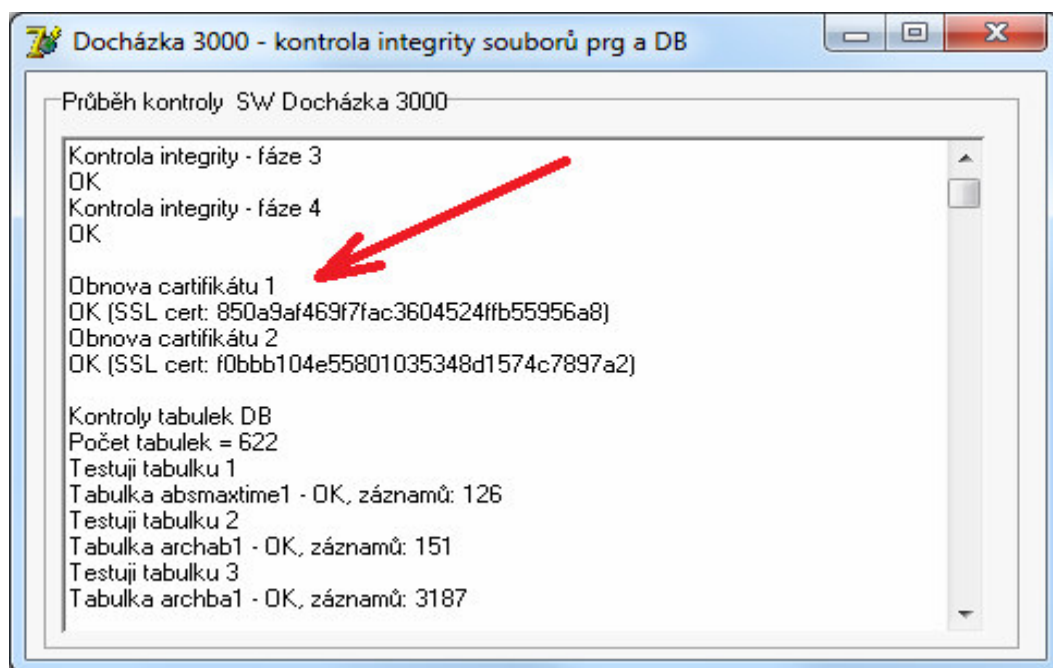 Docházka 3000 - kontrola integrity souborů prg a DB
Průběh kontroly SW Docházka 3000
Kontrola integrity - fáze 3
OK
Kontrola integrity - fáze 4
OK
Obnova cartifikátu 1
OK (SSL cert: 850a9af469f7fac3604524ffb55956a8)
Obnova cartifikátu 2
OK (SSL cert: f0bbb104e55801035348d1574c7897a2)
Kontroly tabulek DB
Počet tabulek = 622
Testuji tabulku 1
Tabulka absmaxtime1 - OK, záznamů: 126
Testuji tabulku 2
Tabulka archab1 - OK, záznamů: 151
Testuji tabulku 3
Tabulka archba1 - OK, záznamů: 3187